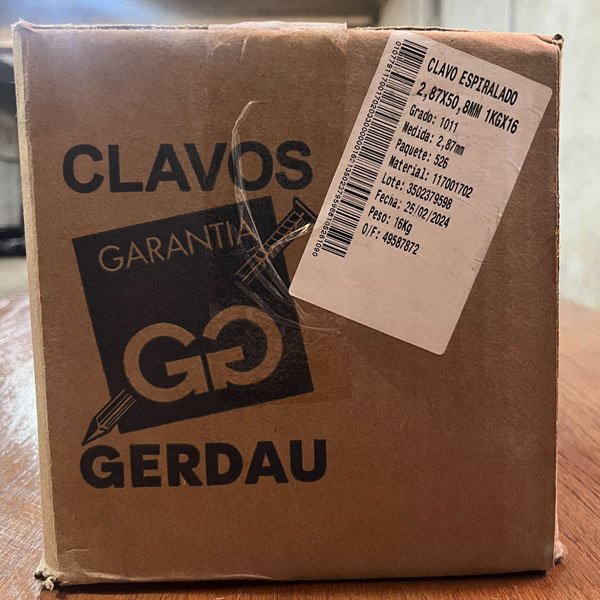 CLAVOS
GARANTIA
GG
GERDAU
CLAVO ESPIRALADO
2,87X50,8MM 1KGX16
Grado: 1011
Medida: 2,87mm
Paquete: 526
Material: 117001702
Lote: 3502379598
Fecha: 26/02/2024
Peso: 16Kg
O/F: 49587872